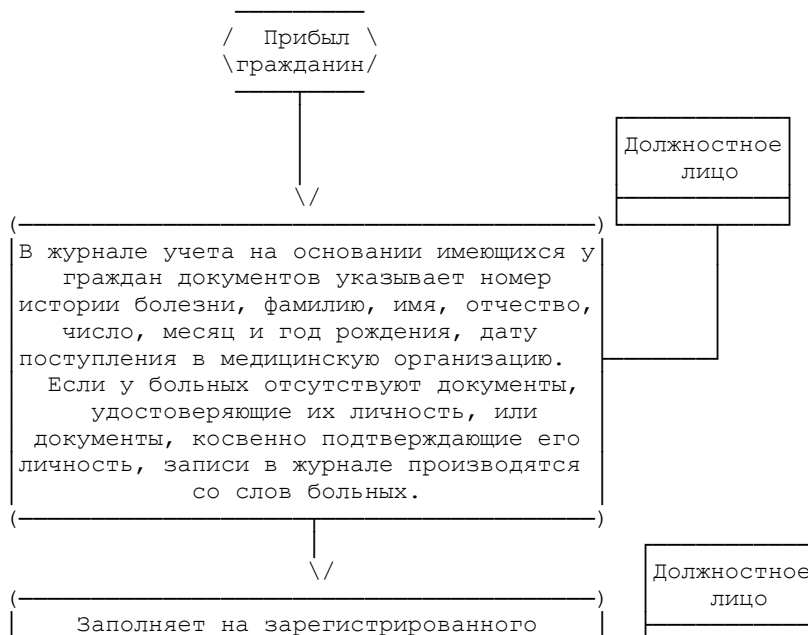 Прибыл
гражданин
Должностное
лицо
В журнале учета на основании имеющихся у
граждан документов указывает номер
истории болезни, фамилию, имя, отчество,
число, месяц и год рождения, дату
поступления в медицинскую организацию.
Если у больных отсутствуют документы,
удостоверяющие их личность, или
документы, косвенно подтверждающие его
личность, записи в журнале производятся
со слов больных.
Должностное
лицо
Заполняет на зарегистрированного